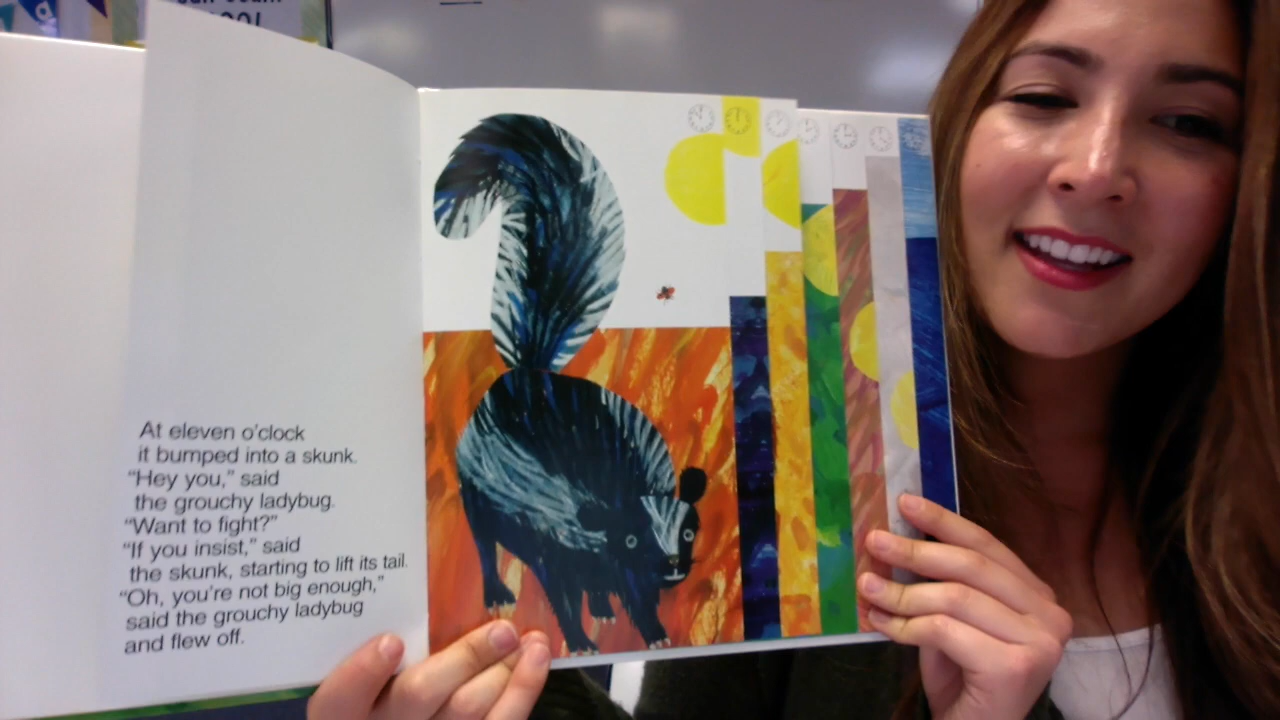 At eleven o'clock
it bumped into a skunk.
"Hey you," said
the grouchy ladybug.
"Want to fight?"
"If you insist," said
the skunk, starting to lift its tail.
"Oh, you're not big enough,"
said the grouchy ladybug
and flew off.